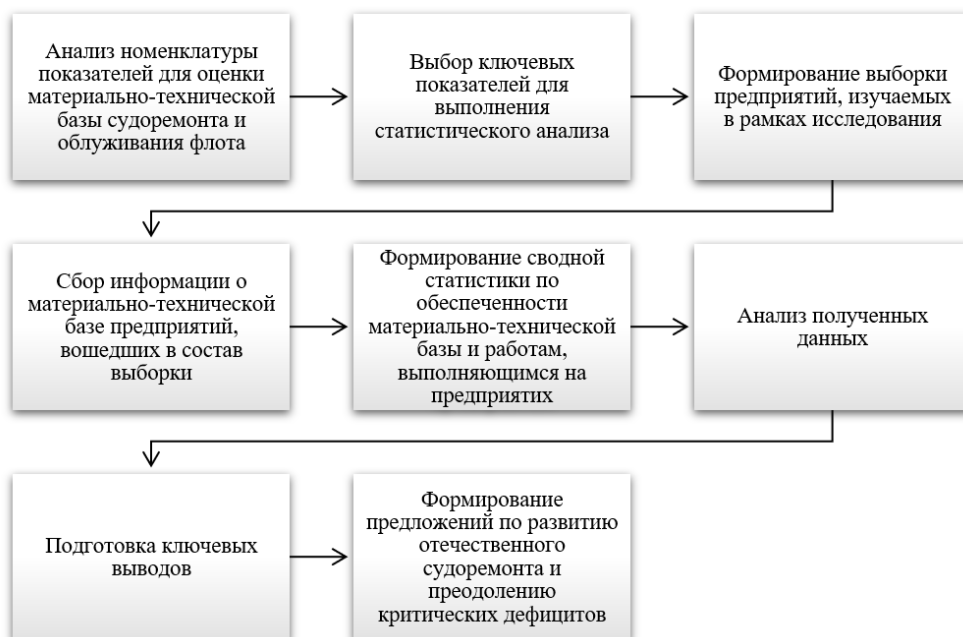 Анализ номенклатуры
показателей для оценки
материально-технической
базы судоремонта и
облуживания флота
Выбор ключевых
показателей для
выполнения
статистического анализа
Формирование выборки
предприятий, изучаемых
в рамках исследования
Сбор информации о
материально-технической
базе предприятий,
вошедших в состав
выборки
Формирование сводной
статистики по
обеспеченности
материально-технической
базы и работам,
выполняющимся на
предприятих
Анализ полученных
данных
Подготовка ключевых
выводов
Формирование
предложений по развитию
отечественного
судоремонта и
преодолению
критических дефицитов